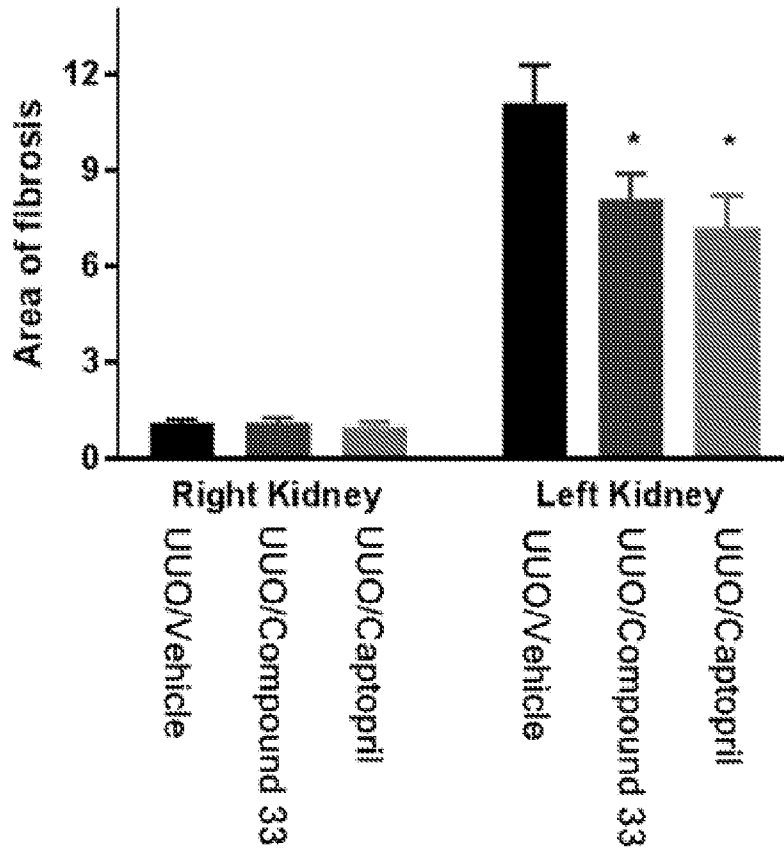 Area of fibrosis
12
9
6
3
0
* *
Right Kidney Left Kidney
UUO/Vehicle
UUO/Compound 33
UUO/Captopril
UUO/Vehicle
UUO/Compound 33
UUO/Captopril